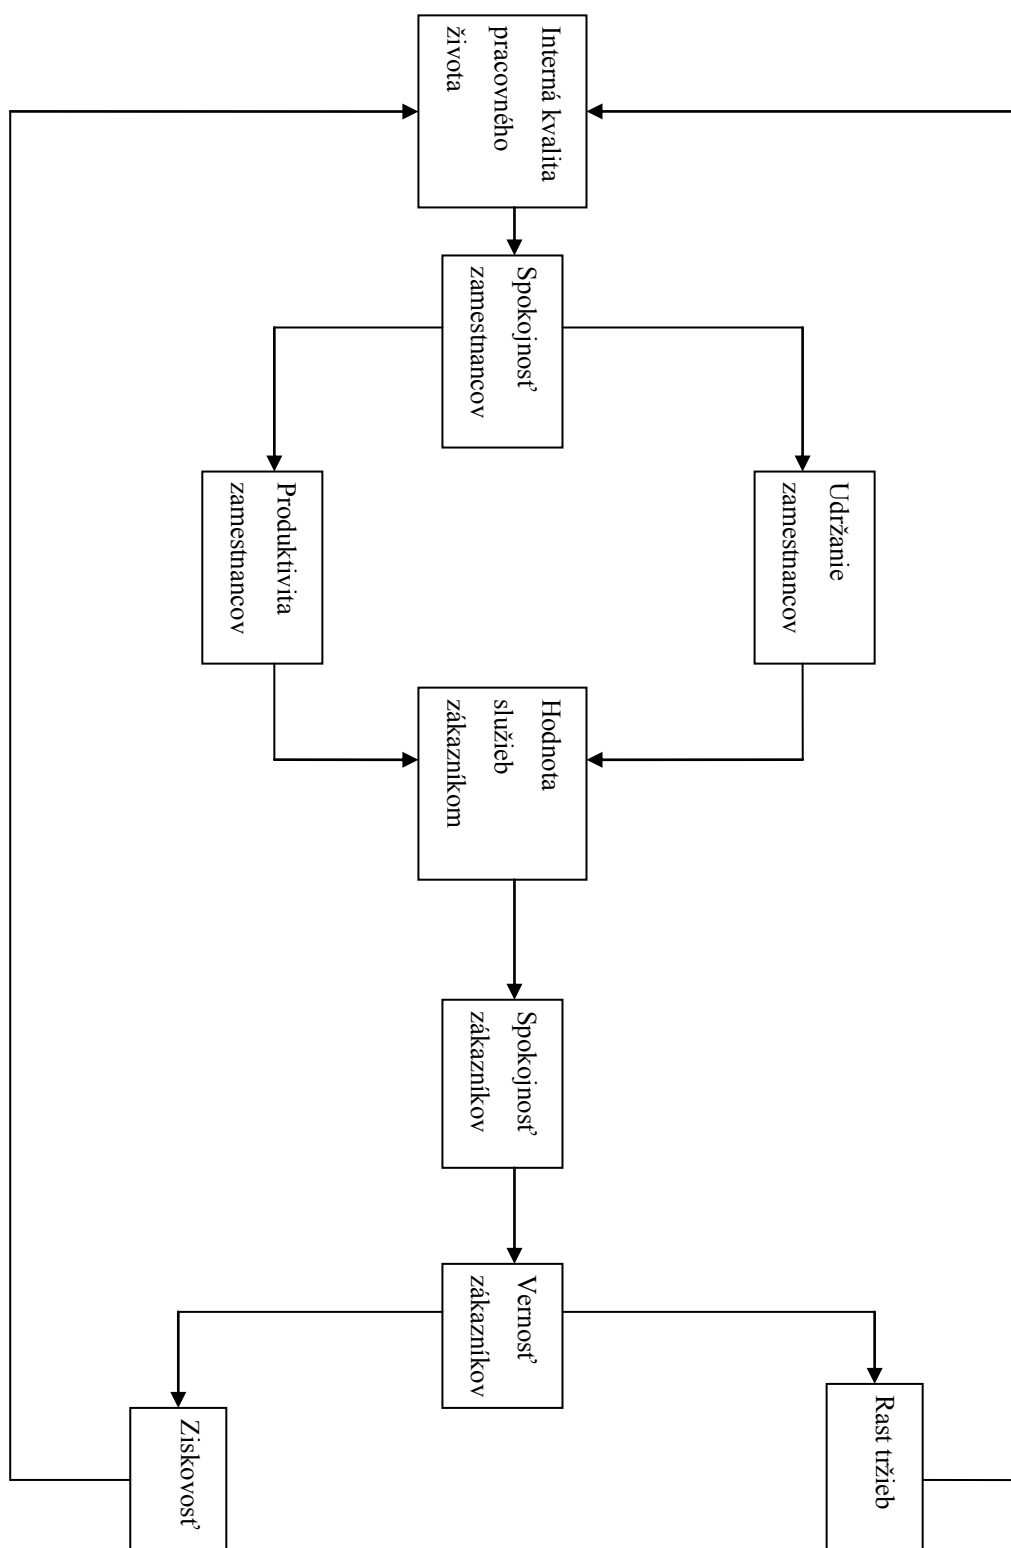 Interná kvalita
pracovného
života
Spokojnosť
zamestnancov
Udržanie
zamestnancov
Produktivita
zamestnancov
Hodnota
služieb
zákazníkom
Spokojnosť
zákazníkov
Vernosť
zákazníkov
Rast tržieb
Ziskovosť